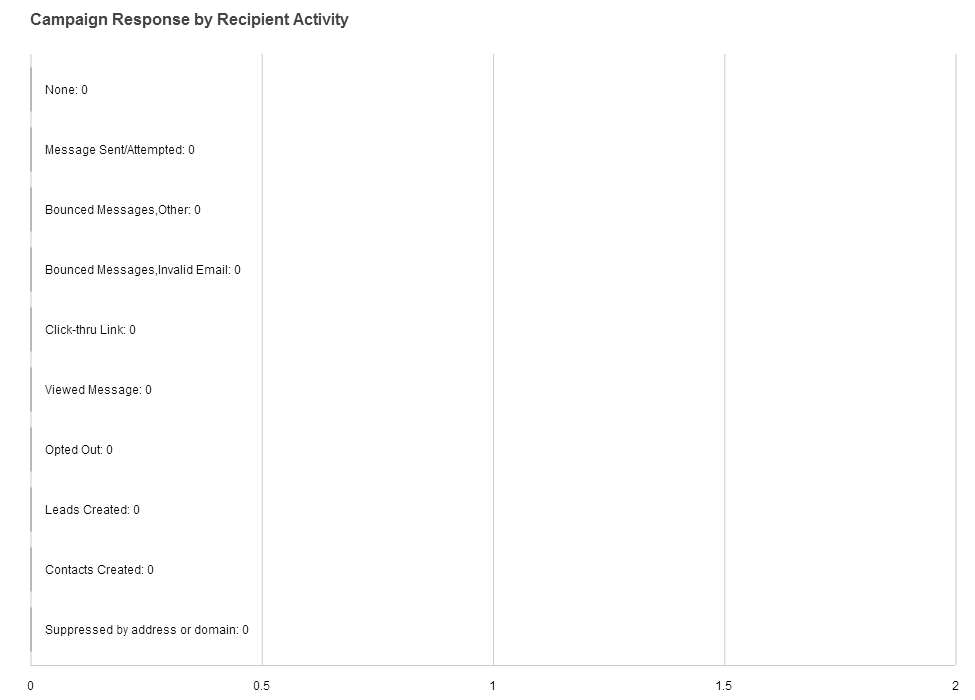 Campaign Response by Recipient Activity
None: 0
Message Sent/Attempted: 0
Bounced Messages,Other: 0
Bounced Messages,Invalid Email: 0
Click-thru Link: 0
Viewed Message: 0
Opted Out: 0
Leads Created: 0
Contacts Created: 0
Suppressed by address or domain: 0
0 0.5 1 1.5 2